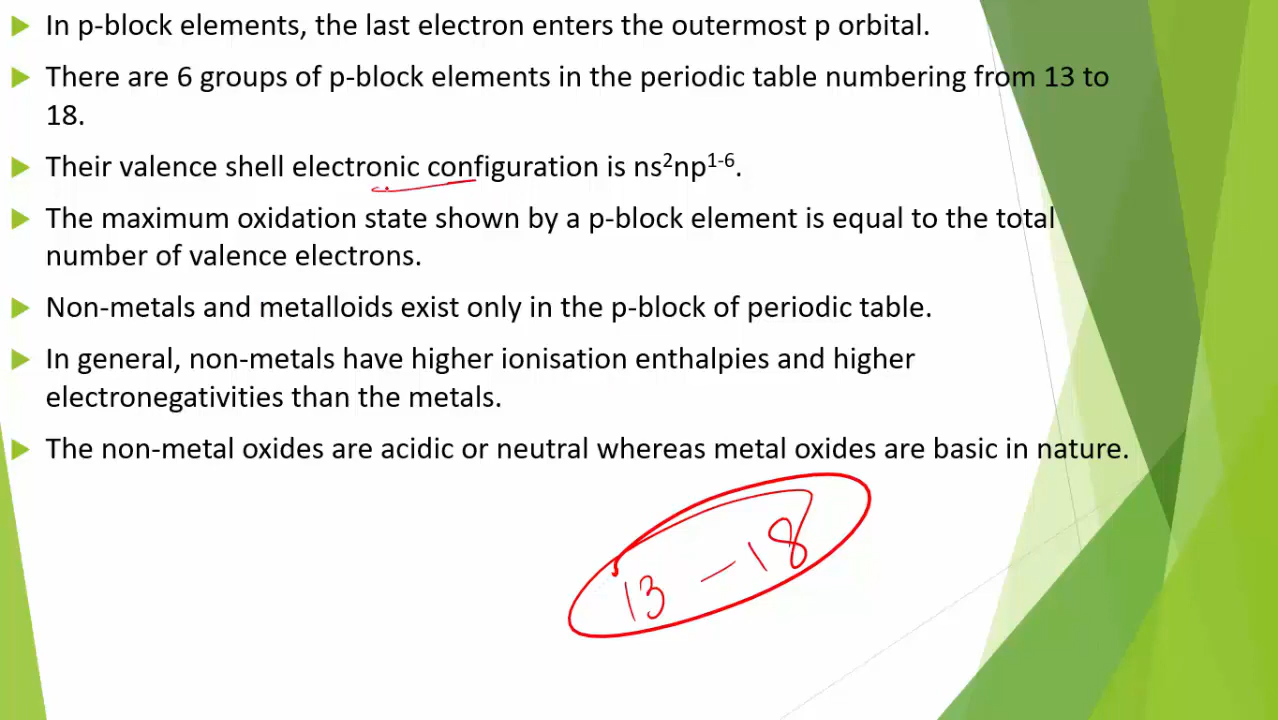 In p-block elements, the last electron enters the outermost p orbital.
There are 6 groups of p-block elements in the periodic table numbering from 13 to
18.
Their valence shell electronic configuration is ns²np¹⁻⁶.
The maximum oxidation state shown by a p-block element is equal to the total
number of valence electrons.
Non-metals and metalloids exist only in the p-block of periodic table.
In general, non-metals have higher ionisation enthalpies and higher
electronegativities than the metals.
The non-metal oxides are acidic or neutral whereas metal oxides are basic in nature.
13 – 18